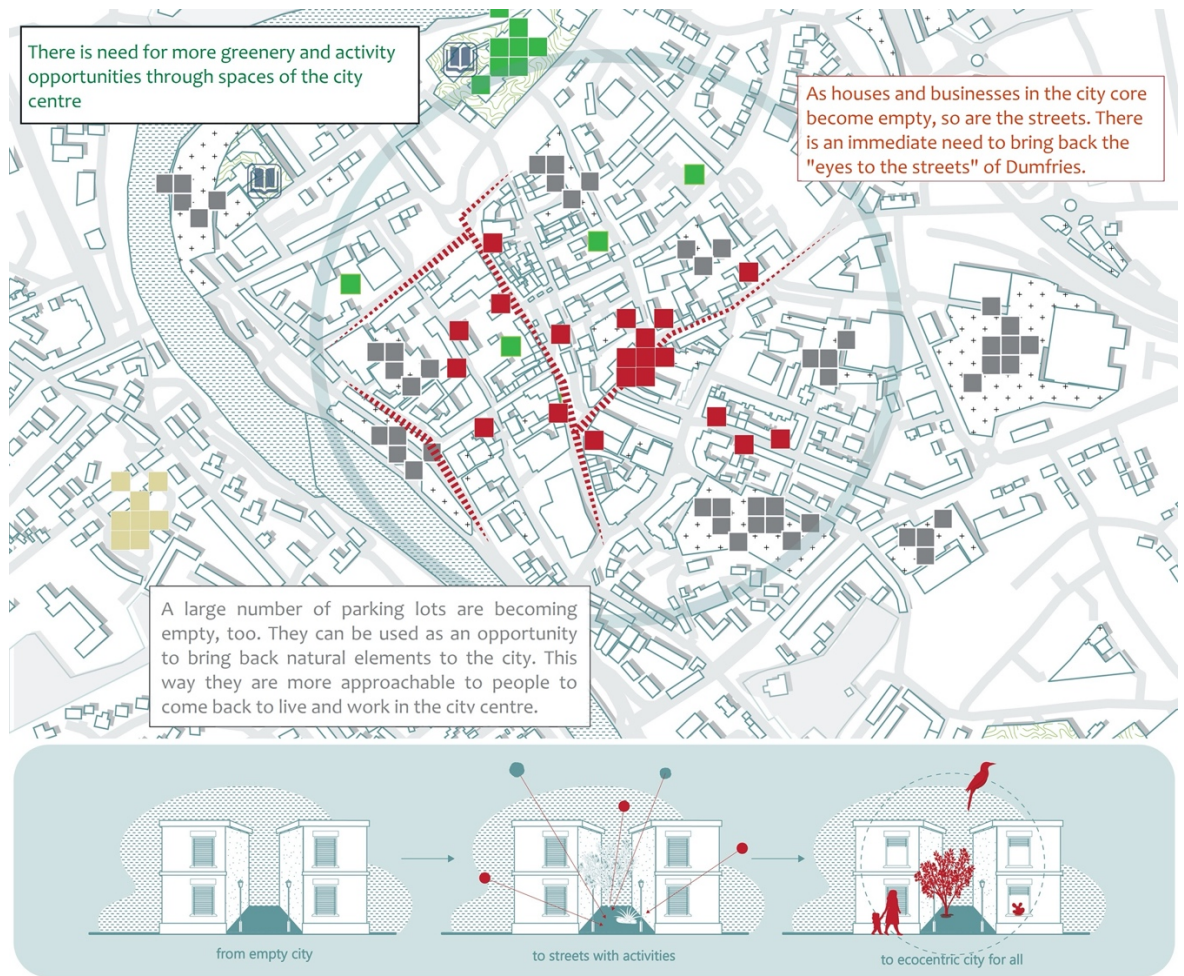 There is need for more greenery and activity
opportunities through spaces of the city
centre
As houses and businesses in the city core
become empty, so are the streets. There
is an immediate need to bring back the
"eyes to the streets" of Dumfries.
A large number of parking lots are becoming
empty, too. They can be used as an opportunity
to bring back natural elements to the city. This
way they are more approachable to people to
come back to live and work in the city centre.
from empty city
to streets with activities
to ecocentric city for all